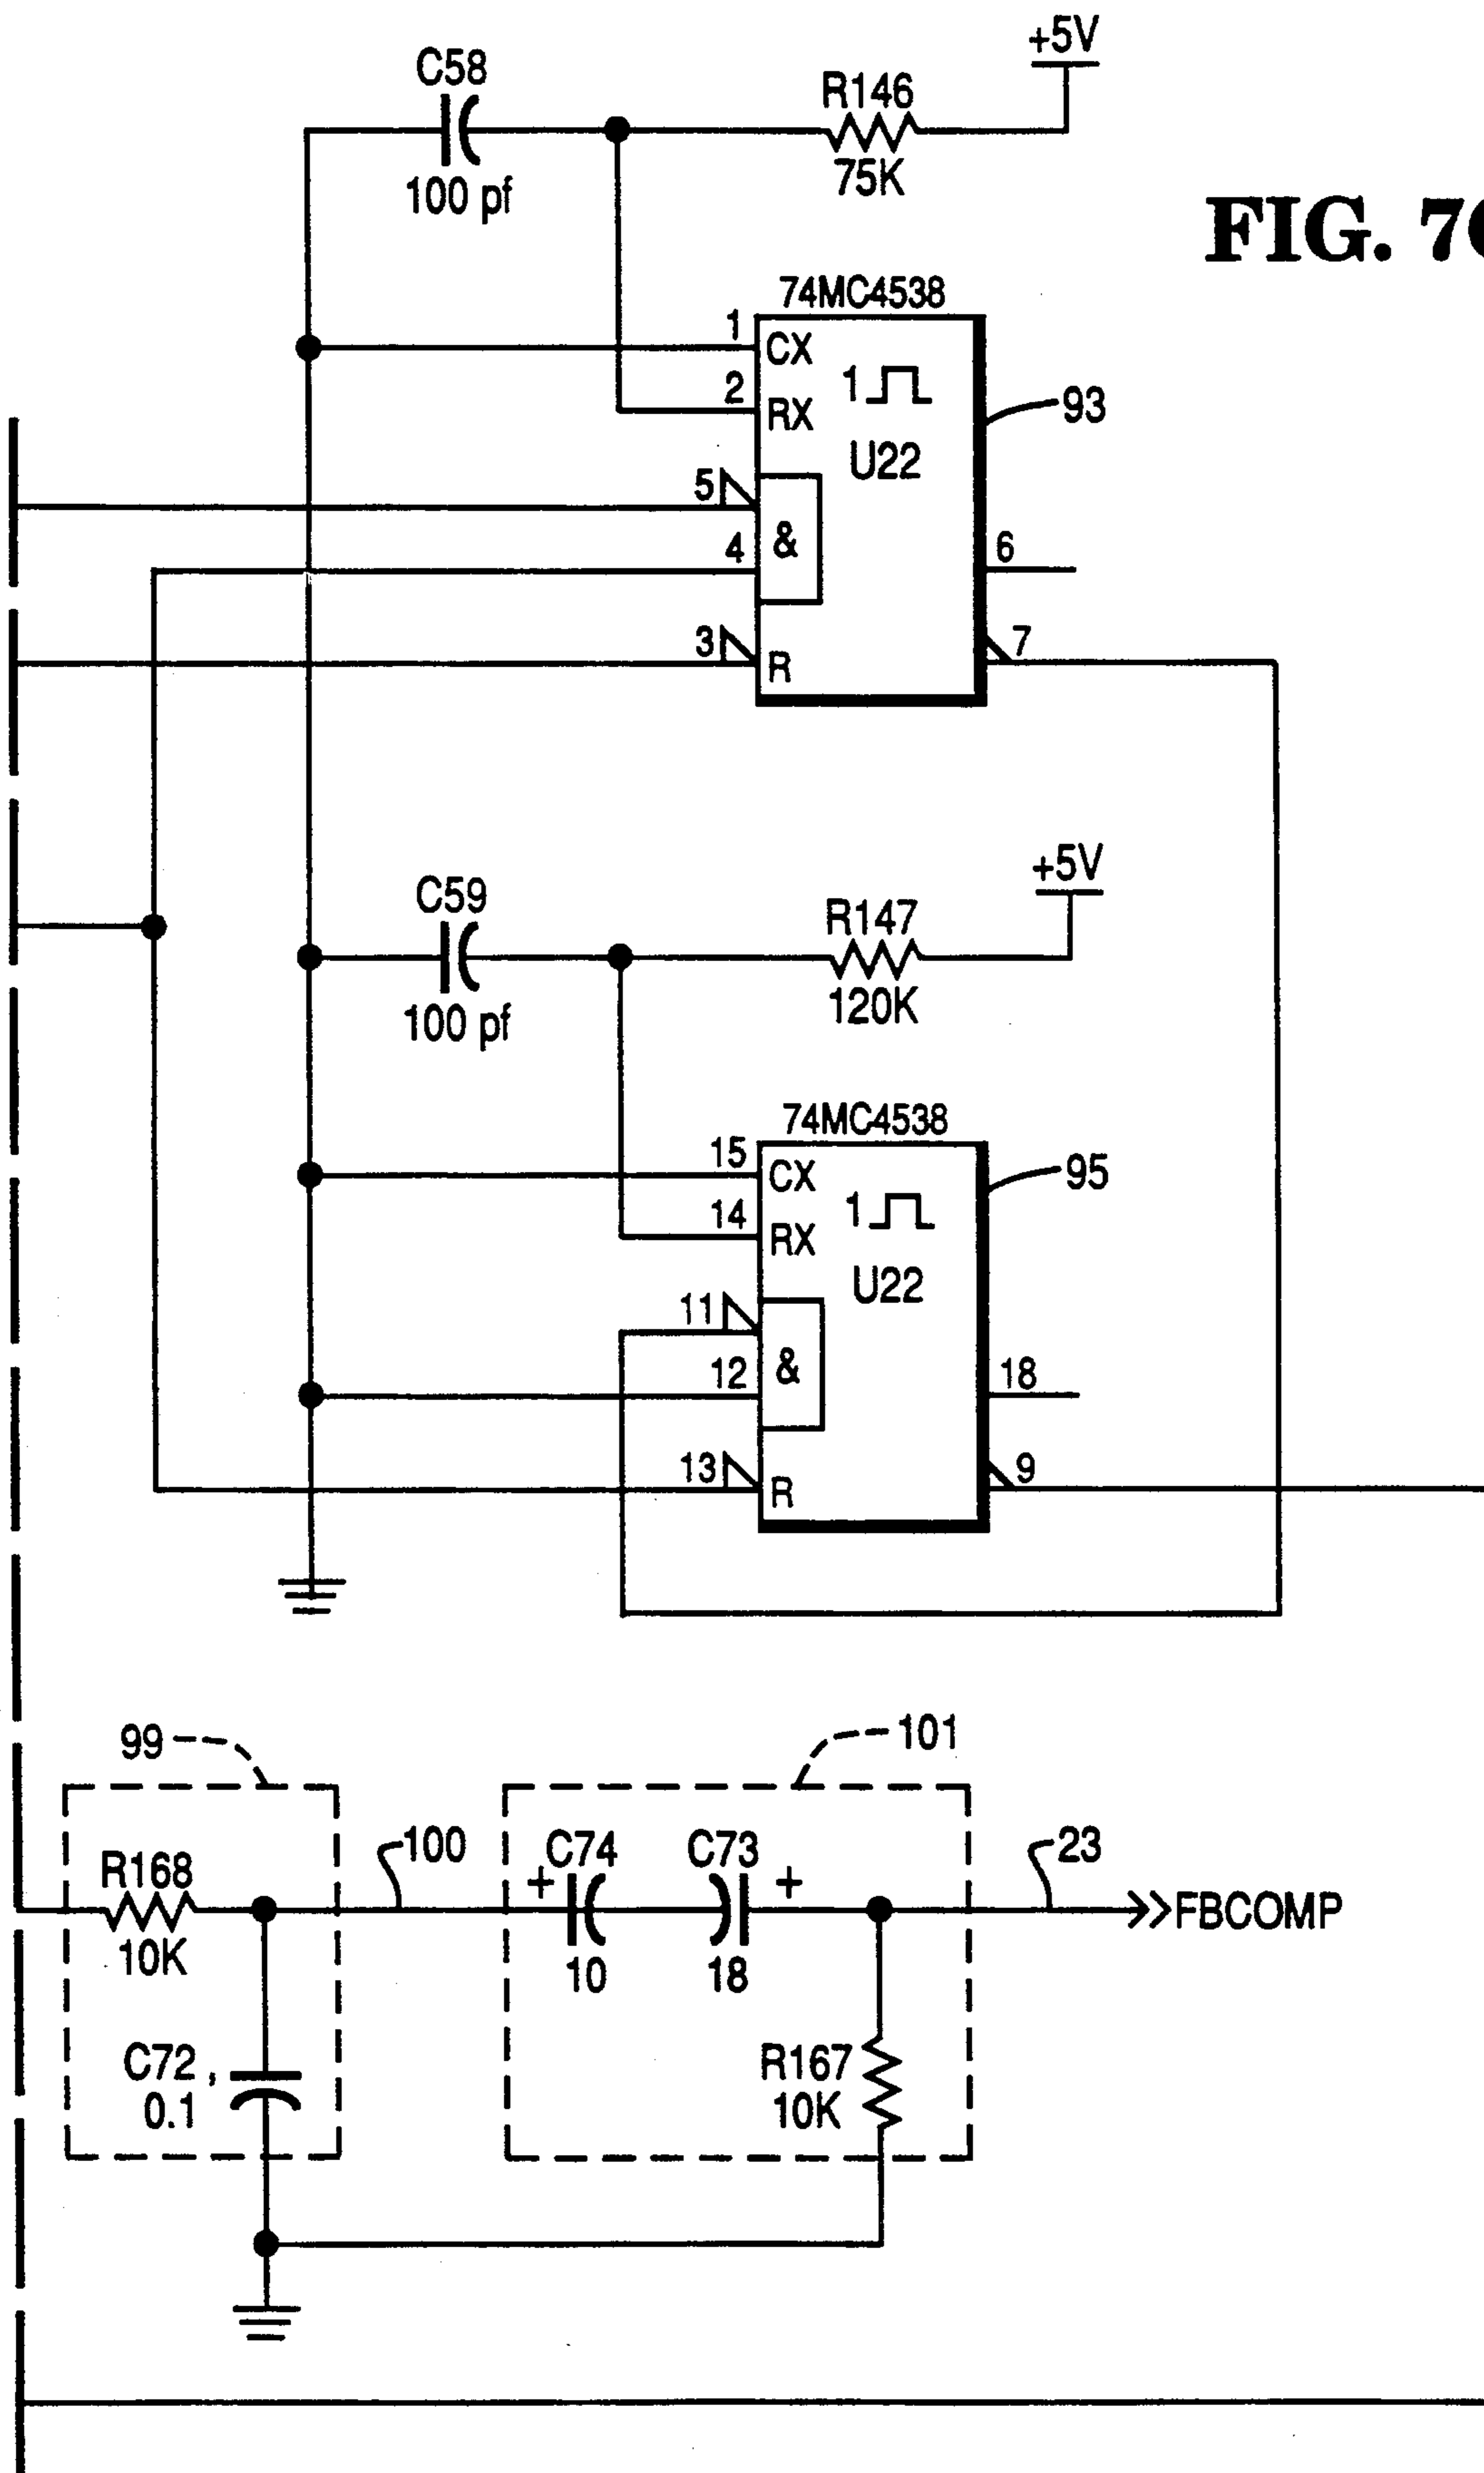 +5V
C58
R146
100 pf
75K
FIG. 7
74MC4538
1
CX
2
RX
1
U22
93
5
4
&
6
3
R
7
+5V
C59
R147
100 pf
120K
74MC4538
15
CX
14
RX
1
U22
95
11
12
&
18
13
R
9
99
101
R168
10K
100
C74
C73
+
+
10
18
23
FBCOMP
C72
0.1
R167
10K